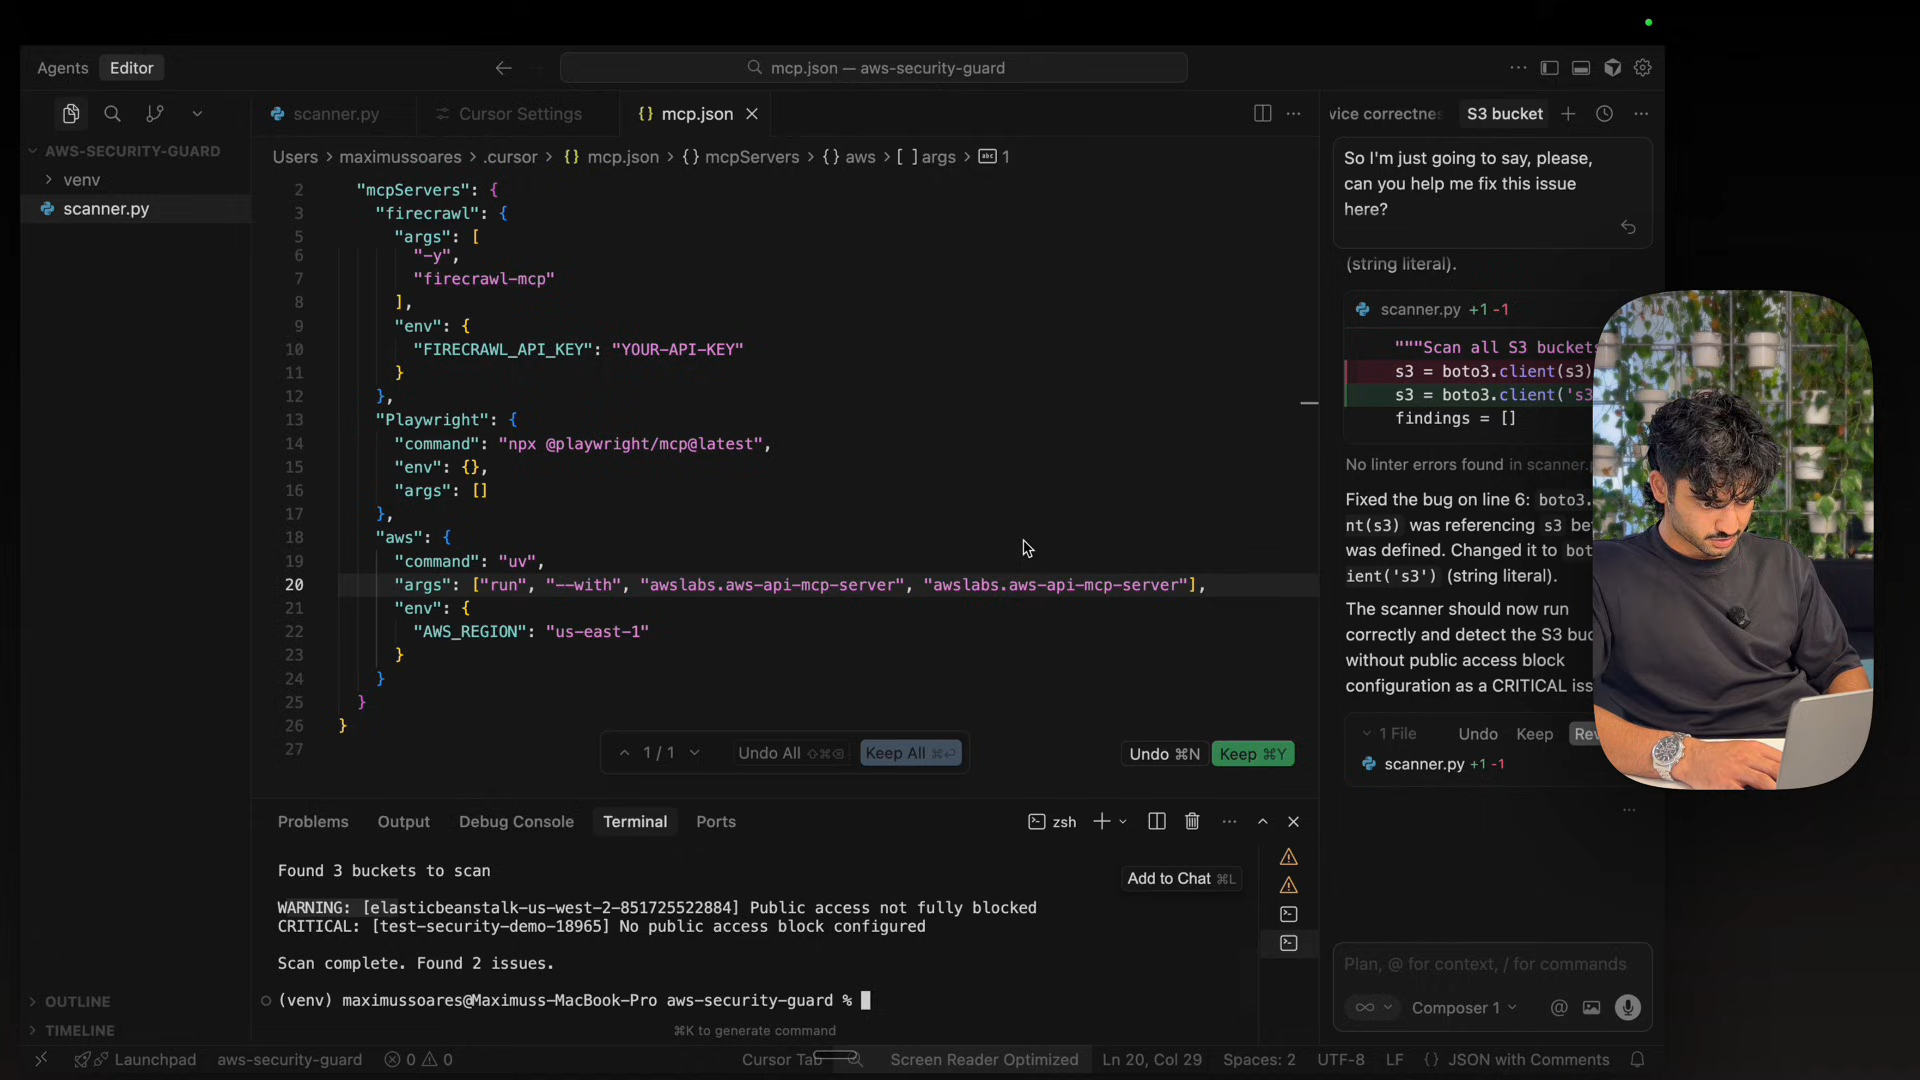 Agents
Editor
mcp.json — aws-security-guard
AWS-SECURITY-GUARD
venv
scanner.py
OUTLINE
TIMELINE
scanner.py
Cursor Settings
{} mcp.json
Users > maximussoares > .cursor > {} mcp.json > {} mcpServers > {} aws > [ ] args > abc 1
2 "mcpServers": {
3 "firecrawl": {
5 "args": [
6 "-y",
7 "firecrawl-mcp"
8 ],
9 "env": {
10 "FIRECRAWL_API_KEY": "YOUR-API-KEY"
11 }
12 },
13 "Playwright": {
14 "command": "npx @playwright/mcp@latest",
15 "env": {},
16 "args": []
17 },
18 "aws": {
19 "command": "uv",
20 "args": ["run", "--with", "awslabs.aws-api-mcp-server", "awslabs.aws-api-mcp-server"],
21 "env": {
22 "AWS_REGION": "us-east-1"
23 }
24 }
25 }
26 }
27
1 / 1
Undo All ⇧⌘⌫
Keep All ⌘⏎
Undo ⌘N
Keep ⌘Y
Problems
Output
Debug Console
Terminal
Ports
zsh
Found 3 buckets to scan
Add to Chat ⌘L
WARNING: [elasticbeanstalk-us-west-2-851725522884] Public access not fully blocked
CRITICAL: [test-security-demo-18965] No public access block configured
Scan complete. Found 2 issues.
(venv) maximussoares@Maximuss-MacBook-Pro aws-security-guard %
⌘K to generate command
vice correctnes
S3 bucket
So I'm just going to say, please,
can you help me fix this issue
here?
(string literal).
scanner.py +1 -1
"""Scan all S3 buckets
s3 = boto3.client(s3)
s3 = boto3.client('s3
findings = []
No linter errors found in scanner.
Fixed the bug on line 6: boto3.
nt(s3) was referencing s3 be
was defined. Changed it to bot
ient('s3') (string literal).
The scanner should now run
correctly and detect the S3 buc
without public access block
configuration as a CRITICAL iss
1 File
Undo
Keep
Rev
scanner.py +1 -1
Plan, @ for context, / for commands
Composer 1
Launchpad
aws-security-guard
0
0
Cursor Tab
Screen Reader Optimized
Ln 20, Col 29
Spaces: 2
UTF-8
LF
{} JSON with Comments